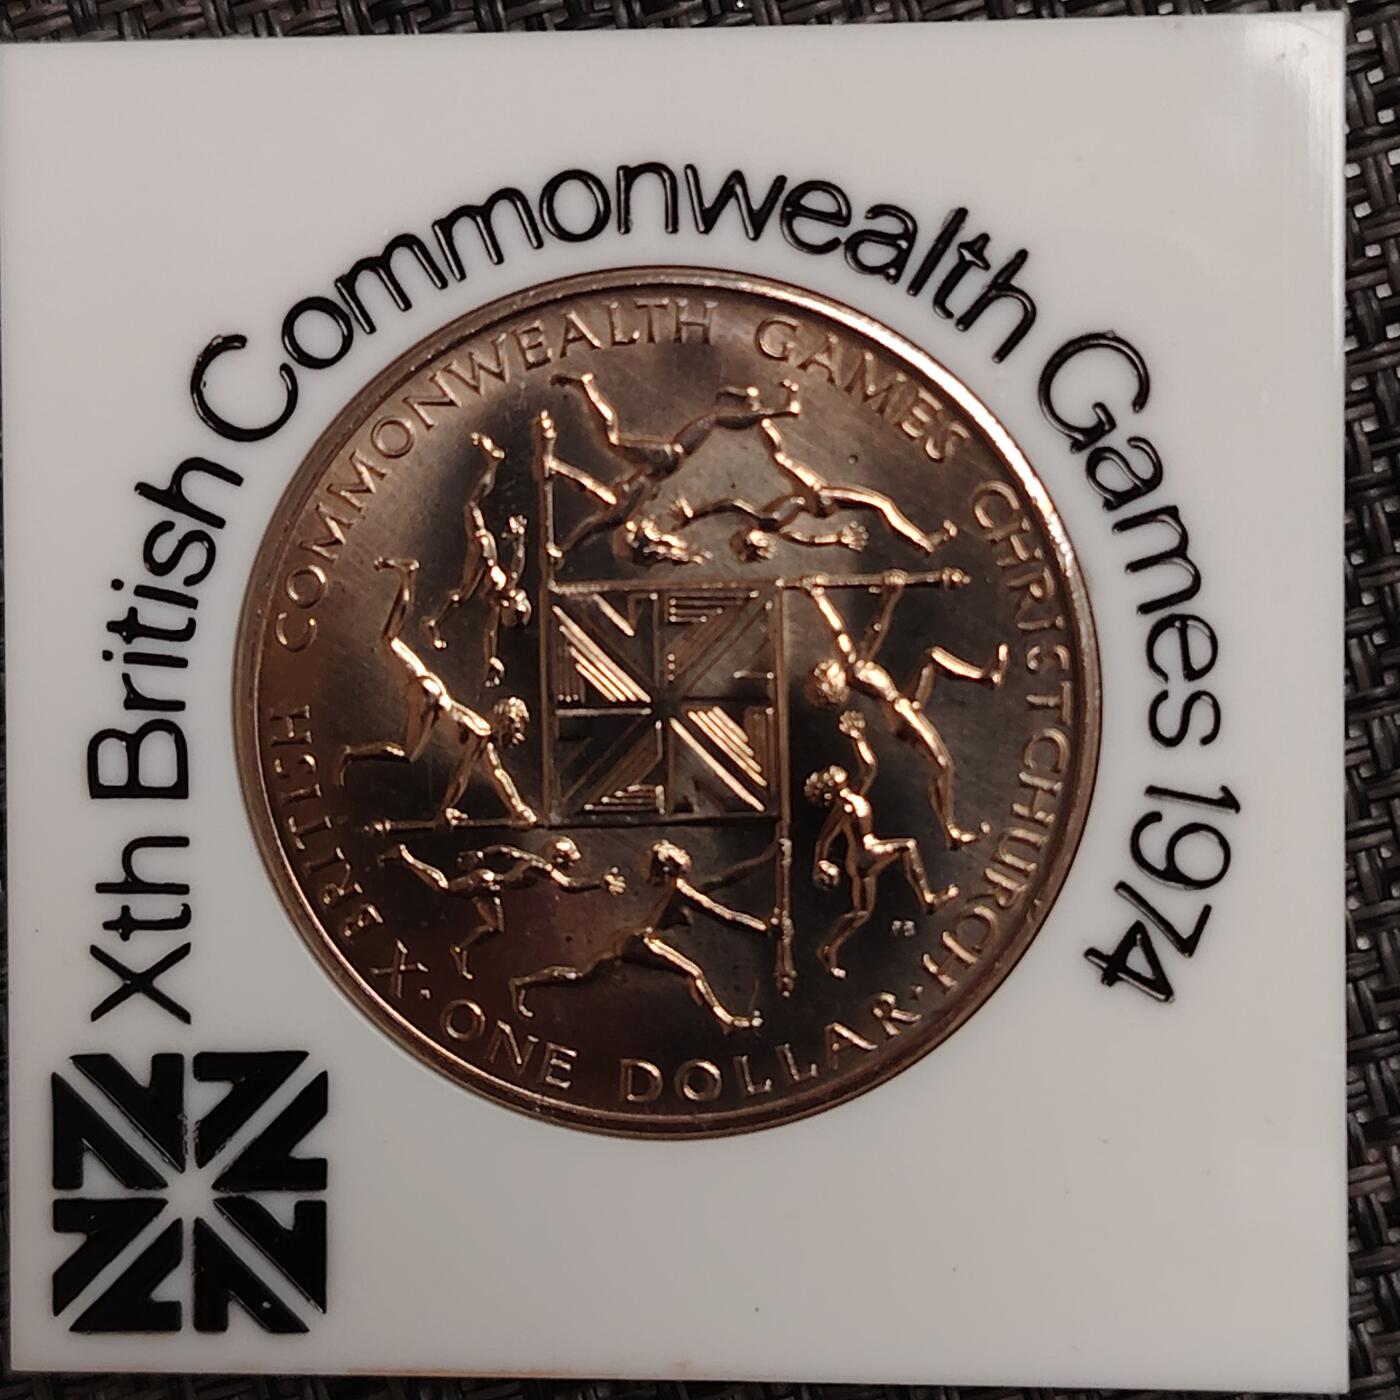 Xth British Commonwealth Games 1974
X BRITISH COMMONWEALTH GAMES CHRISTCHURCH
· ONE DOLLAR ·